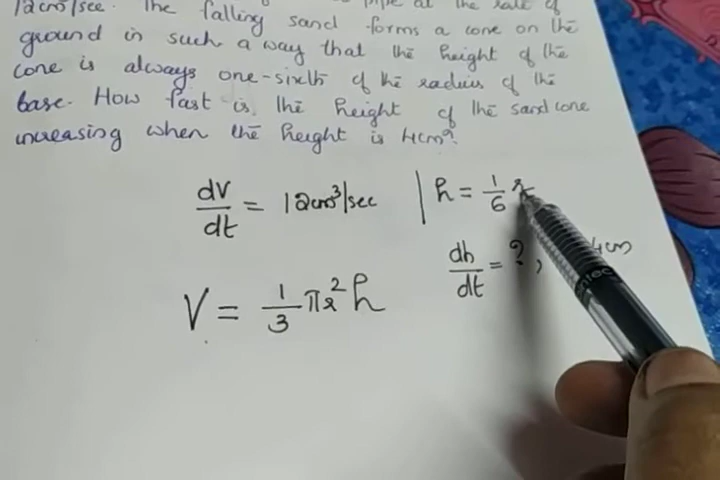 12cm³/sec. The falling sand forms a cone on the
ground in such a way that the height of the
cone is always one-sixth of the radius of the
base. How fast is the height of the sand cone
increasing when the height is 4cm?
dV/dt = 12cm³/sec | h = 1/6 r
dh/dt = ?, 4cm
V = 1/3 πr²h